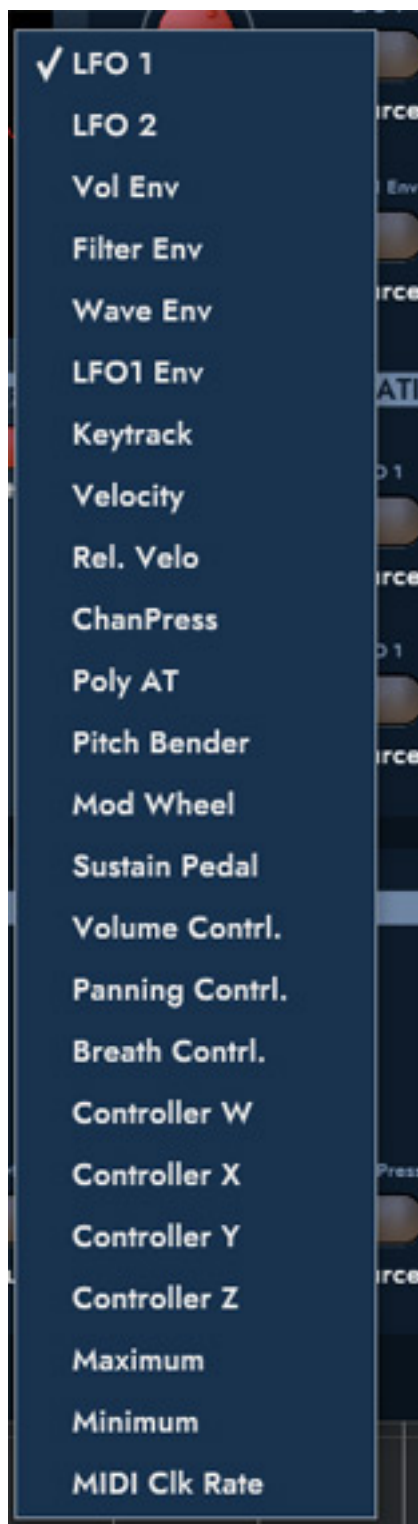 ✓ LFO 1
LFO 2
Vol Env
Filter Env
Wave Env
LFO1 Env
Keytrack
Velocity
Rel. Velo
ChanPress
Poly AT
Pitch Bender
Mod Wheel
Sustain Pedal
Volume Contrl.
Panning Contrl.
Breath Contrl.
Controller W
Controller X
Controller Y
Controller Z
Maximum
Minimum
MIDI Clk Rate